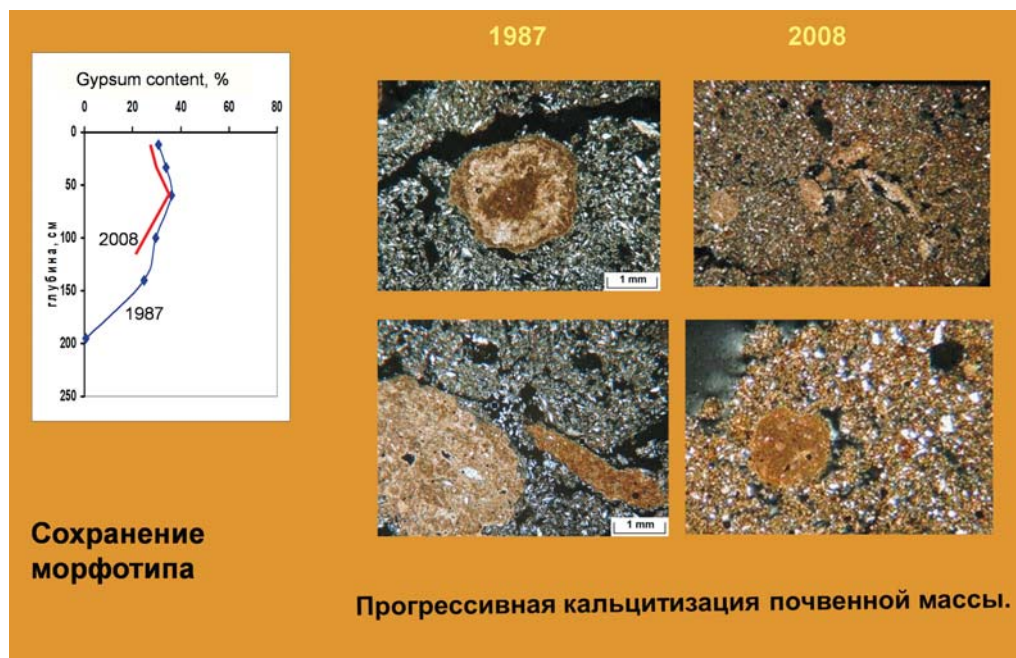 1987
2008
Gypsum content, %
0 20 40 60 80
0
50
100
150
200
250
глубина, см
2008
1987
1 mm
1 mm
Сохранение
морфотипа
Прогрессивная кальцитизация почвенной массы.